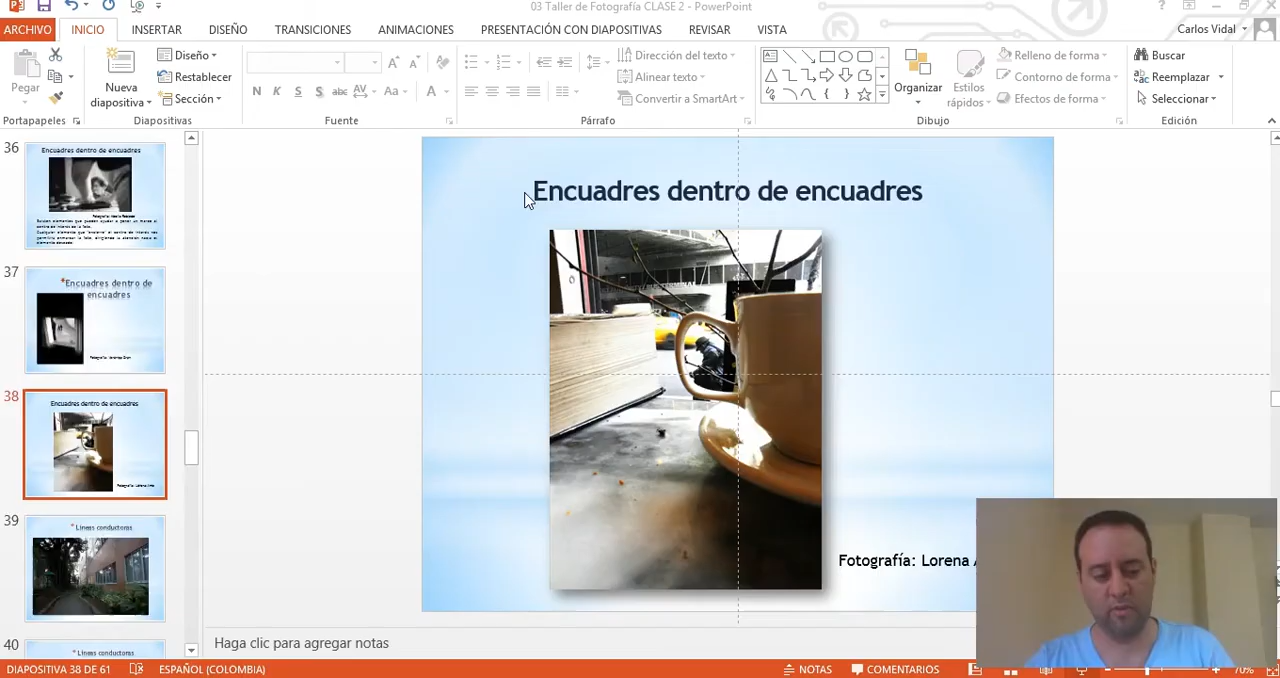 03 Taller de Fotografía CLASE 2 - PowerPoint
ARCHIVO INICIO INSERTAR DISEÑO TRANSICIONES ANIMACIONES PRESENTACIÓN CON DIAPOSITIVAS REVISAR VISTA Carlos Vidal
Pegar
Nueva diapositiva
Diseño
Restablecer
Sección
N K S S abc AV Aa A
Dirección del texto
Alinear texto
Convertir a SmartArt
Organizar
Estilos rápidos
Relleno de forma
Contorno de forma
Efectos de forma
Buscar
Reemplazar
Seleccionar
Portapapeles Diapositivas Fuente Párrafo Dibujo Edición
36
Encuadres dentro de encuadres
37
*Encuadres dentro de
encuadres
38
Encuadres dentro de encuadres
39
*Líneas conductoras
40
*Líneas conductoras
Encuadres dentro de encuadres
Fotografía: Lorena
Haga clic para agregar notas
DIAPOSITIVA 38 DE 61 ESPAÑOL (COLOMBIA) NOTAS COMENTARIOS 70%